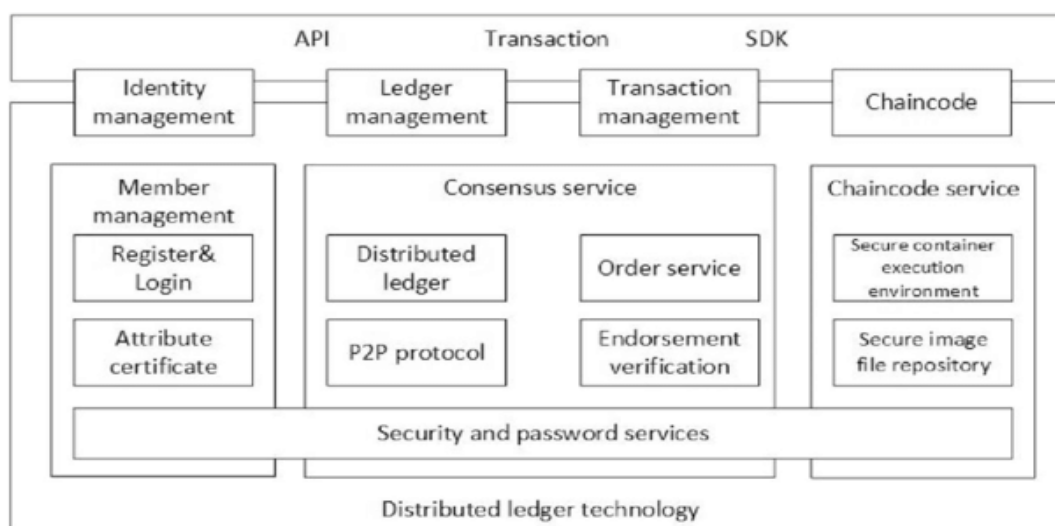 API Transaction SDK
Identity
management
Ledger
management
Transaction
management
Chaincode
Member
management
Register&
Login
Attribute
certificate
Consensus service
Distributed
ledger
Order service
P2P protocol
Endorsement
verification
Chaincode service
Secure container
execution
environment
Secure image
file repository
Security and password services
Distributed ledger technology